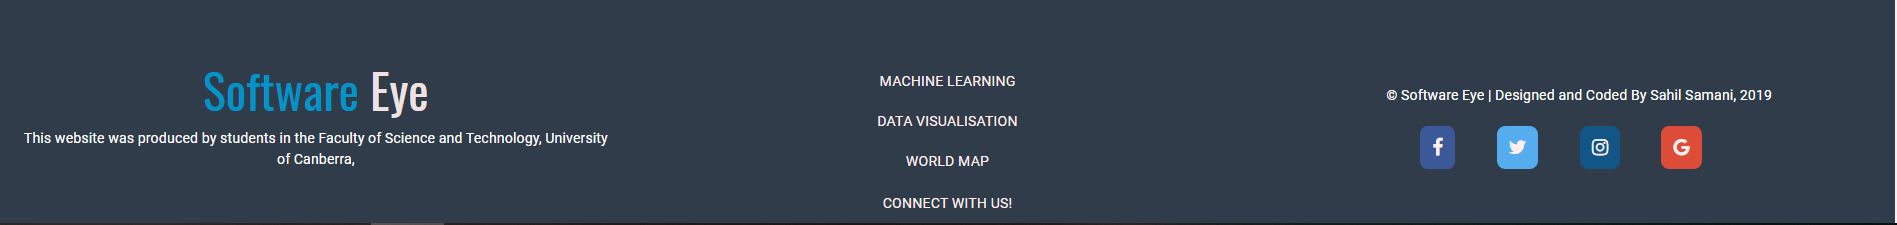 Software Eye
This website was produced by students in the Faculty of Science and Technology, University
of Canberra,
MACHINE LEARNING
DATA VISUALISATION
WORLD MAP
CONNECT WITH US!
© Software Eye | Designed and Coded By Sahil Samani, 2019